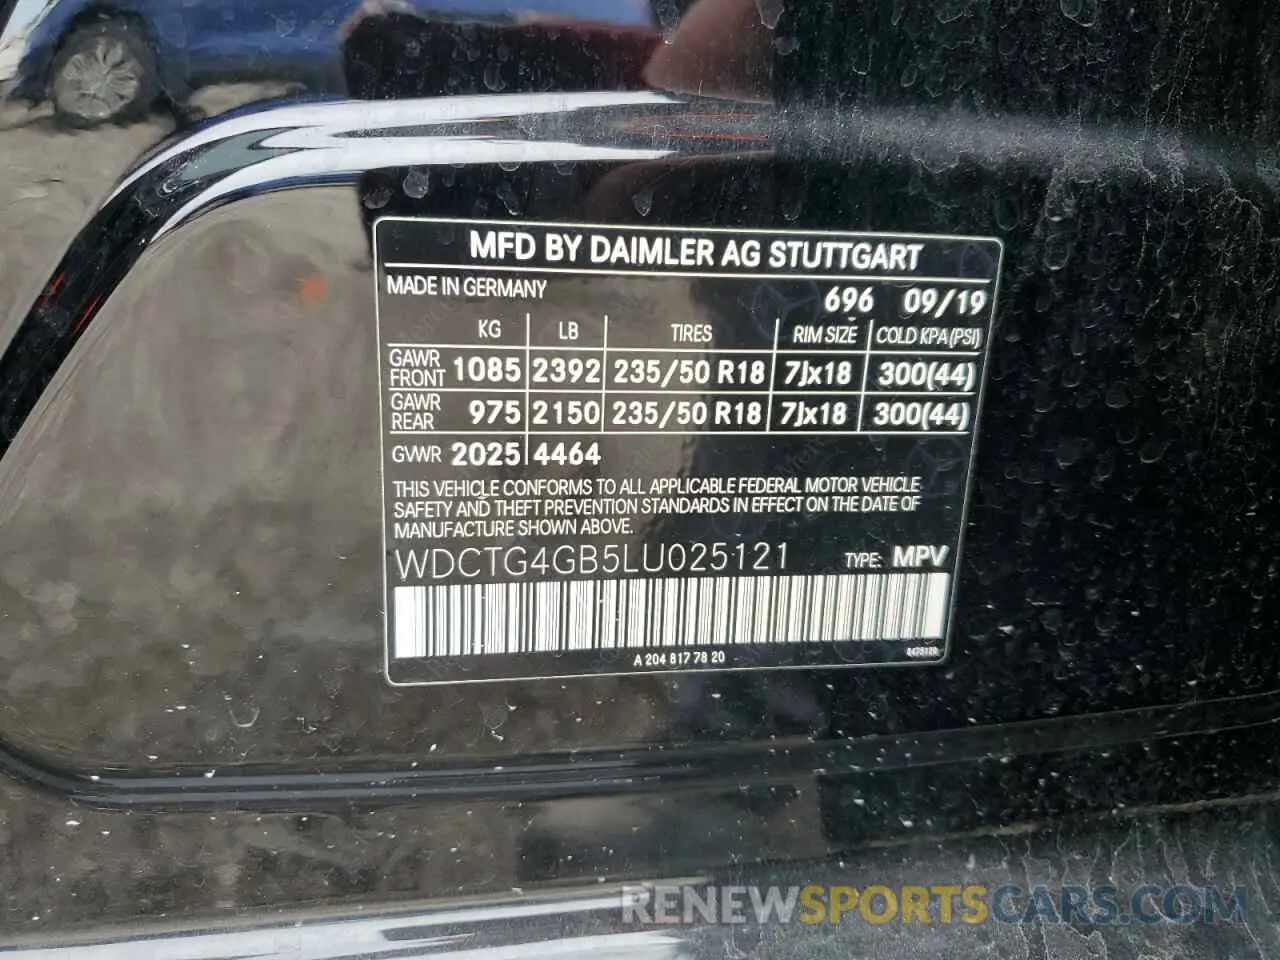 MFD BY DAIMLER AG STUTTGART
MADE IN GERMANY 696 09/19
KG LB TIRES RIM SIZE COLD KPA(PSI)
GAWR FRONT 1085 2392 235/50 R18 7Jx18 300(44)
GAWR REAR 975 2150 235/50 R18 7Jx18 300(44)
GVWR 2025 4464
THIS VEHICLE CONFORMS TO ALL APPLICABLE FEDERAL MOTOR VEHICLE
SAFETY AND THEFT PREVENTION STANDARDS IN EFFECT ON THE DATE OF
MANUFACTURE SHOWN ABOVE.
WDCTG4GB5LU025121 TYPE: MPV
A 204 817 78 20
RENEWSPORTSCARS.COM